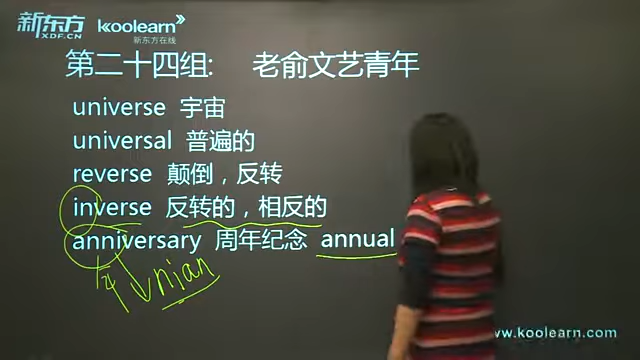 新东方 XDF.CN koolearn 新东方在线
第二十四组: 老俞文艺青年
universe 宇宙
universal 普遍的
reverse 颠倒，反转
inverse 反转的，相反的
anniversary 周年纪念 annual
年 nian
www.koolearn.com